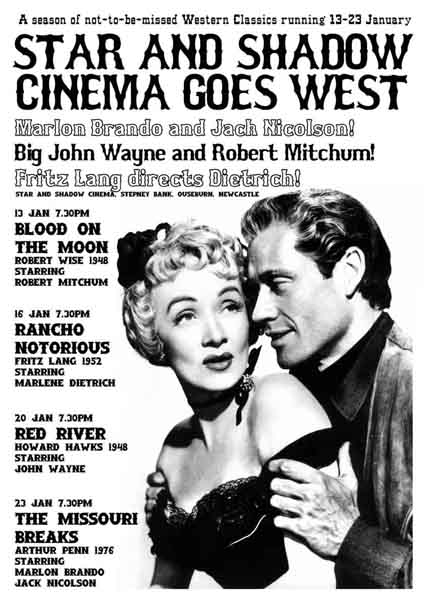 A season of not-to-be-missed Western Classics running 13-23 January
STAR AND SHADOW
CINEMA GOES WEST
Marlon Brando and Jach Nicolson!
Big John Wayne and Robert Mitchum!
Fritz Lang directs Dietrich!
STAR AND SHADOW CINEMA, STEPNEY BANK, OUSEBURN, NEWCASTLE
13 JAN 7.30PM
BLOOD ON
THE MOON
ROBERT WISE 1948
STARRING
ROBERT MITCHUM
16 JAN 7.30PM
RANCHO
NOTORIOUS
FRITZ LANG 1952
STARRING
MARLENE DIETRICH
20 JAN 7.30PM
RED RIVER
HOWARD HAWKS 1948
STARRING
JOHN WAYNE
23 JAN 7.30PM
THE MISSOURI
BREAKS
ARTHUR PENN 1976
STARRING
MARLON BRANDO
JACK NICOLSON